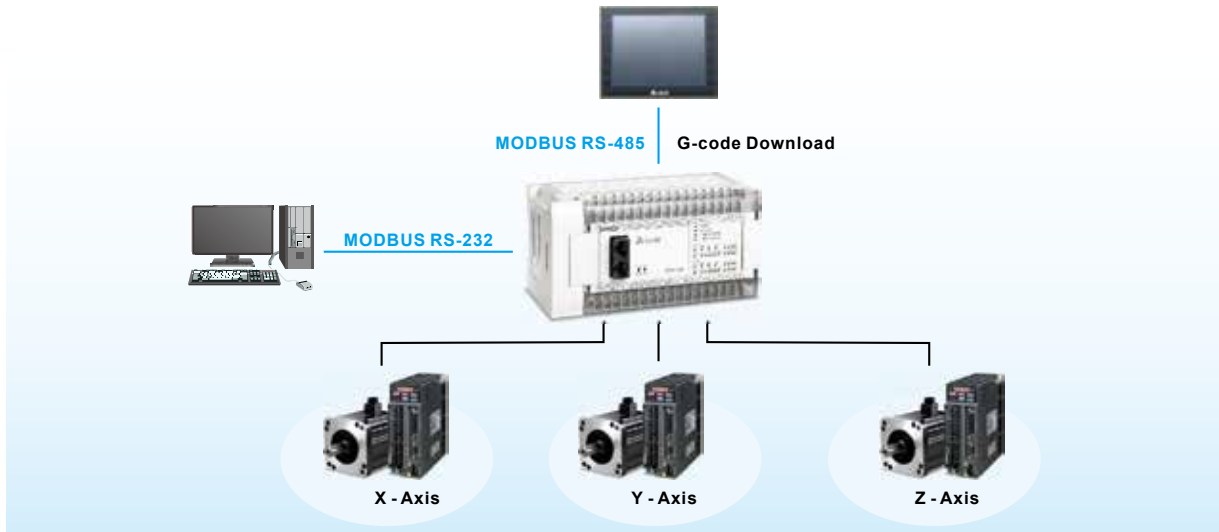 MODBUS RS-485
G-code Download
MODBUS RS-232
X - Axis
Y - Axis
Z - Axis